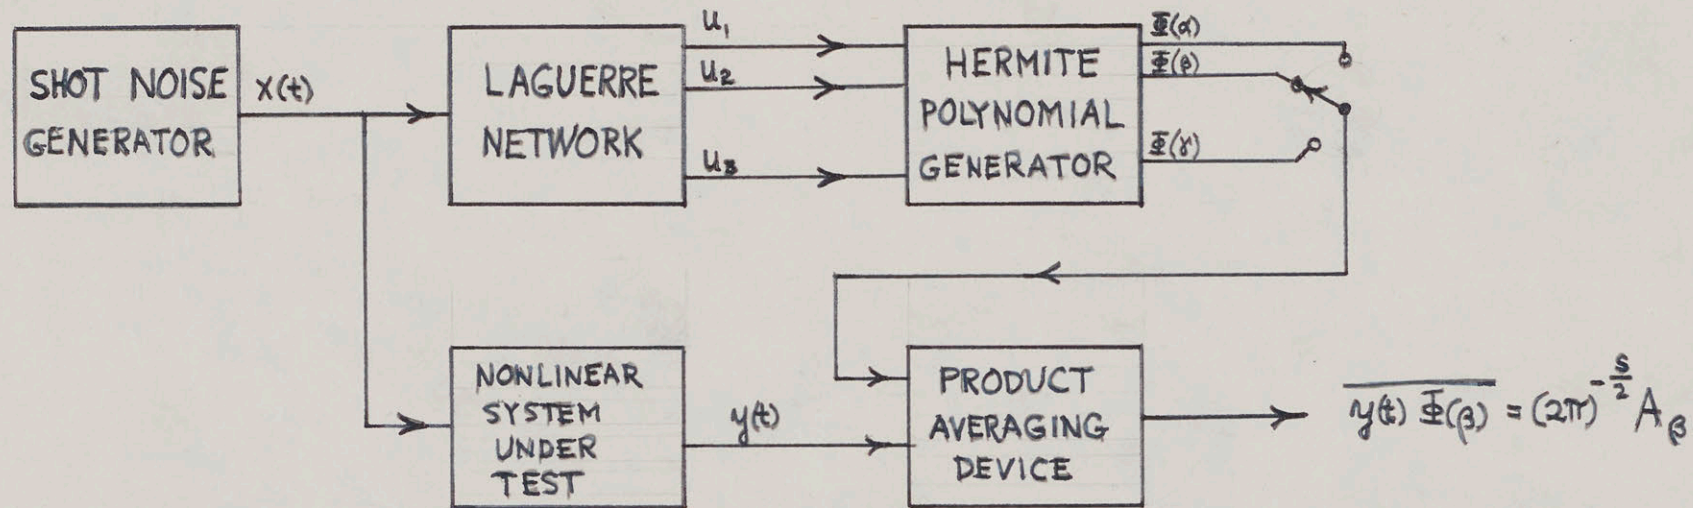 SHOT NOISE
GENERATOR
X(t)
LAGUERRE
NETWORK
u₁
u₂
u₃
HERMITE
POLYNOMIAL
GENERATOR
Φ(α)
Φ(β)
Φ(γ)
NONLINEAR
SYSTEM
UNDER
TEST
y(t)
PRODUCT
AVERAGING
DEVICE
y(t) Φ(β) = (2π)^(-s/2) A_β